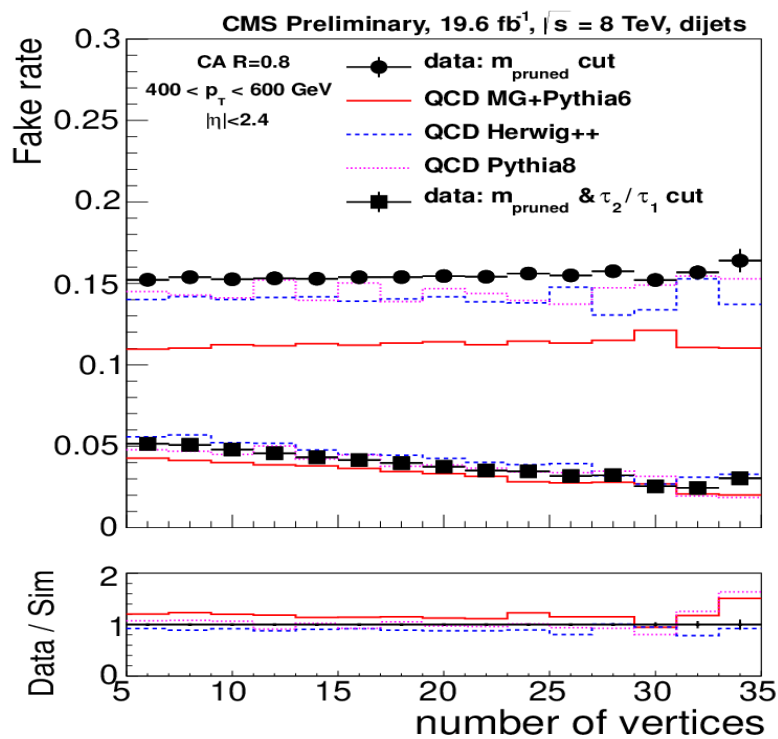 CMS Preliminary, 19.6 fb⁻¹, √s = 8 TeV, dijets
CA R=0.8
400 < p_T < 600 GeV
|η|<2.4
data: m_pruned cut
QCD MG+Pythia6
QCD Herwig++
QCD Pythia8
data: m_pruned & τ₂/τ₁ cut
Fake rate
0.3
0.25
0.2
0.15
0.1
0.05
0
Data / Sim
2
1
0
5 10 15 20 25 30 35
number of vertices